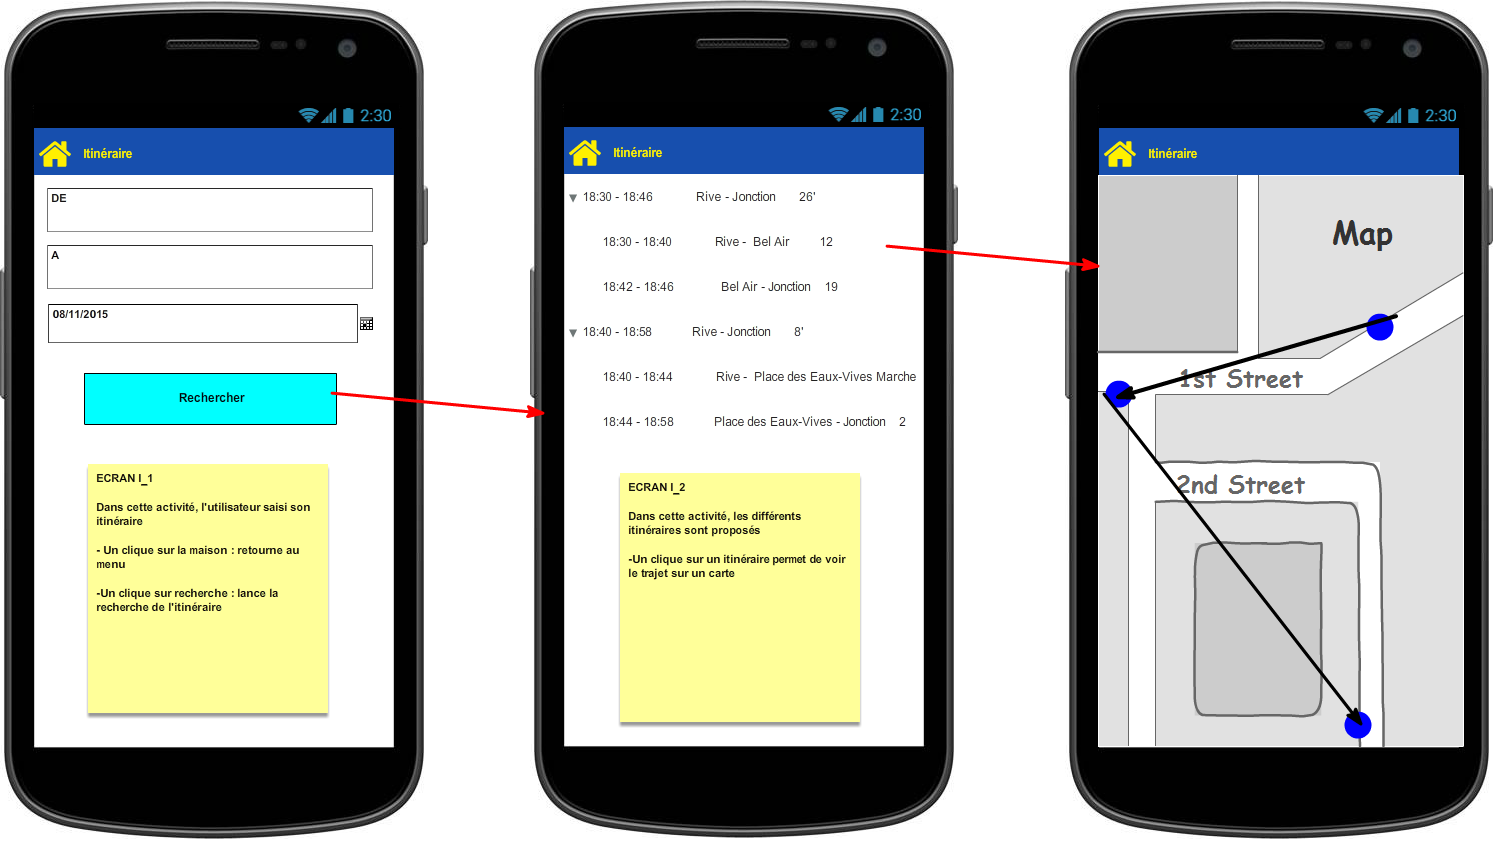 2:30
Itinéraire
DE
A
08/11/2015
Rechercher
ECRAN I_1
Dans cette activité, l'utilisateur saisi son
itinéraire
- Un clique sur la maison : retourne au
menu
-Un clique sur recherche : lance la
recherche de l'itinéraire
2:30
Itinéraire
18:30 - 18:46 Rive - Jonction 26'
18:30 - 18:40 Rive - Bel Air 12
18:42 - 18:46 Bel Air - Jonction 19
18:40 - 18:58 Rive - Jonction 8'
18:40 - 18:44 Rive - Place des Eaux-Vives Marche
18:44 - 18:58 Place des Eaux-Vives - Jonction 2
ECRAN I_2
Dans cette activité, les différents
itinéraires sont proposés
-Un clique sur un itinéraire permet de voir
le trajet sur un carte
2:30
Itinéraire
Map
1st Street
2nd Street